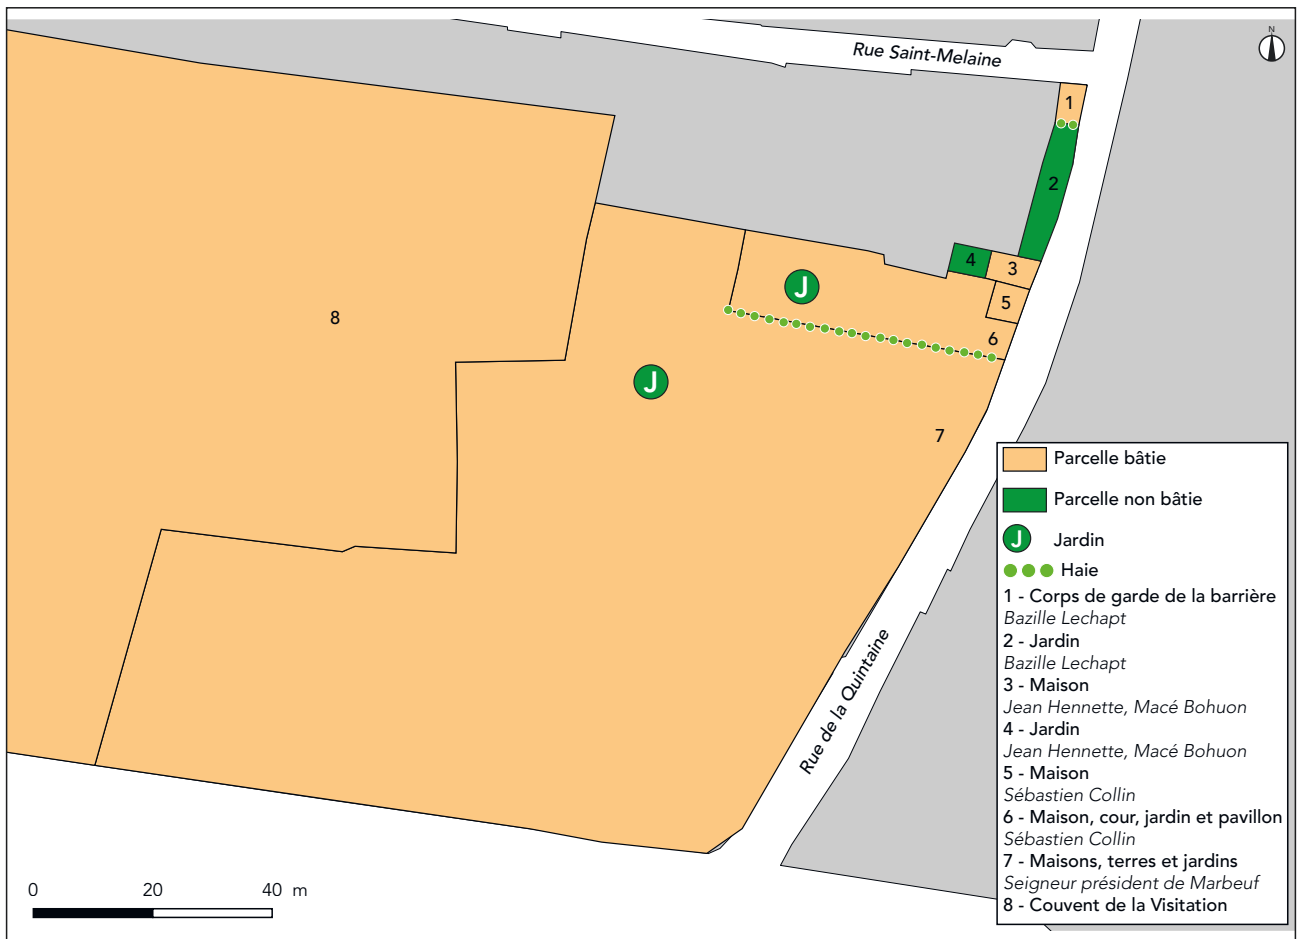 N
Rue Saint-Melaine
1
2
4
3
5
J
6
8
J
7
Rue de la Quintaine
Parcelle bâtie
Parcelle non bâtie
J Jardin
Haie
1 - Corps de garde de la barrière
Bazille Lechapt
2 - Jardin
Bazille Lechapt
3 - Maison
Jean Hennette, Macé Bohuon
4 - Jardin
Jean Hennette, Macé Bohuon
5 - Maison
Sébastien Collin
6 - Maison, cour, jardin et pavillon
Sébastien Collin
7 - Maisons, terres et jardins
Seigneur président de Marbeuf
8 - Couvent de la Visitation
0 20 40 m